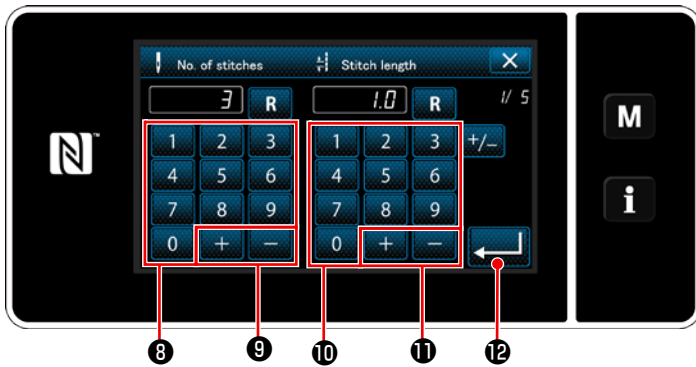 No. of stitches Stitch length X
3 R 1.0 R 1/ 5
1 2 3 1 2 3 +/−
4 5 6 4 5 6
7 8 9 7 8 9
0 + − 0 + −
N™
M
i
❽ ❾ ❿ ⓫ ⓬